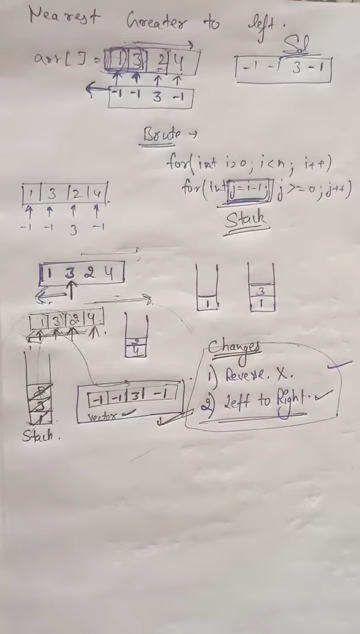 Nearest Greater to left.
arr[] = 1 3 2 4
Sol
-1 -1 3 -1
-1 -1 3 -1
Brute →
for(int i=0; i<n; i++)
for(int j=i-1; j>=0; j++)
Stack
1 3 2 4
-1 -1 3 -1
1 3 2 4
1
3
1
1 3 2 4
2
4
Changes
1) Reverse. X.
2) Left to Right.
-1 -1 3 -1
vector
2
3
1
Stack.